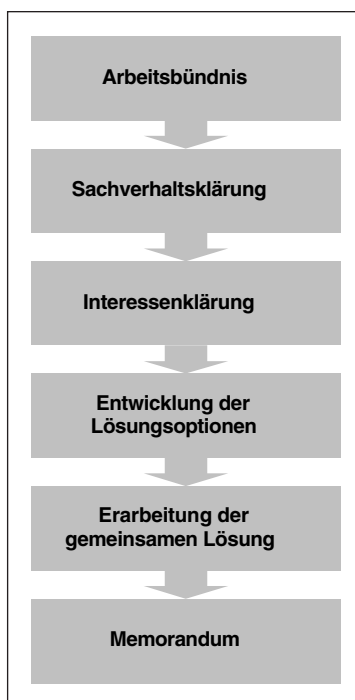 Arbeitsbündnis
Sachverhaltsklärung
Interessenklärung
Entwicklung der
Lösungsoptionen
Erarbeitung der
gemeinsamen Lösung
Memorandum